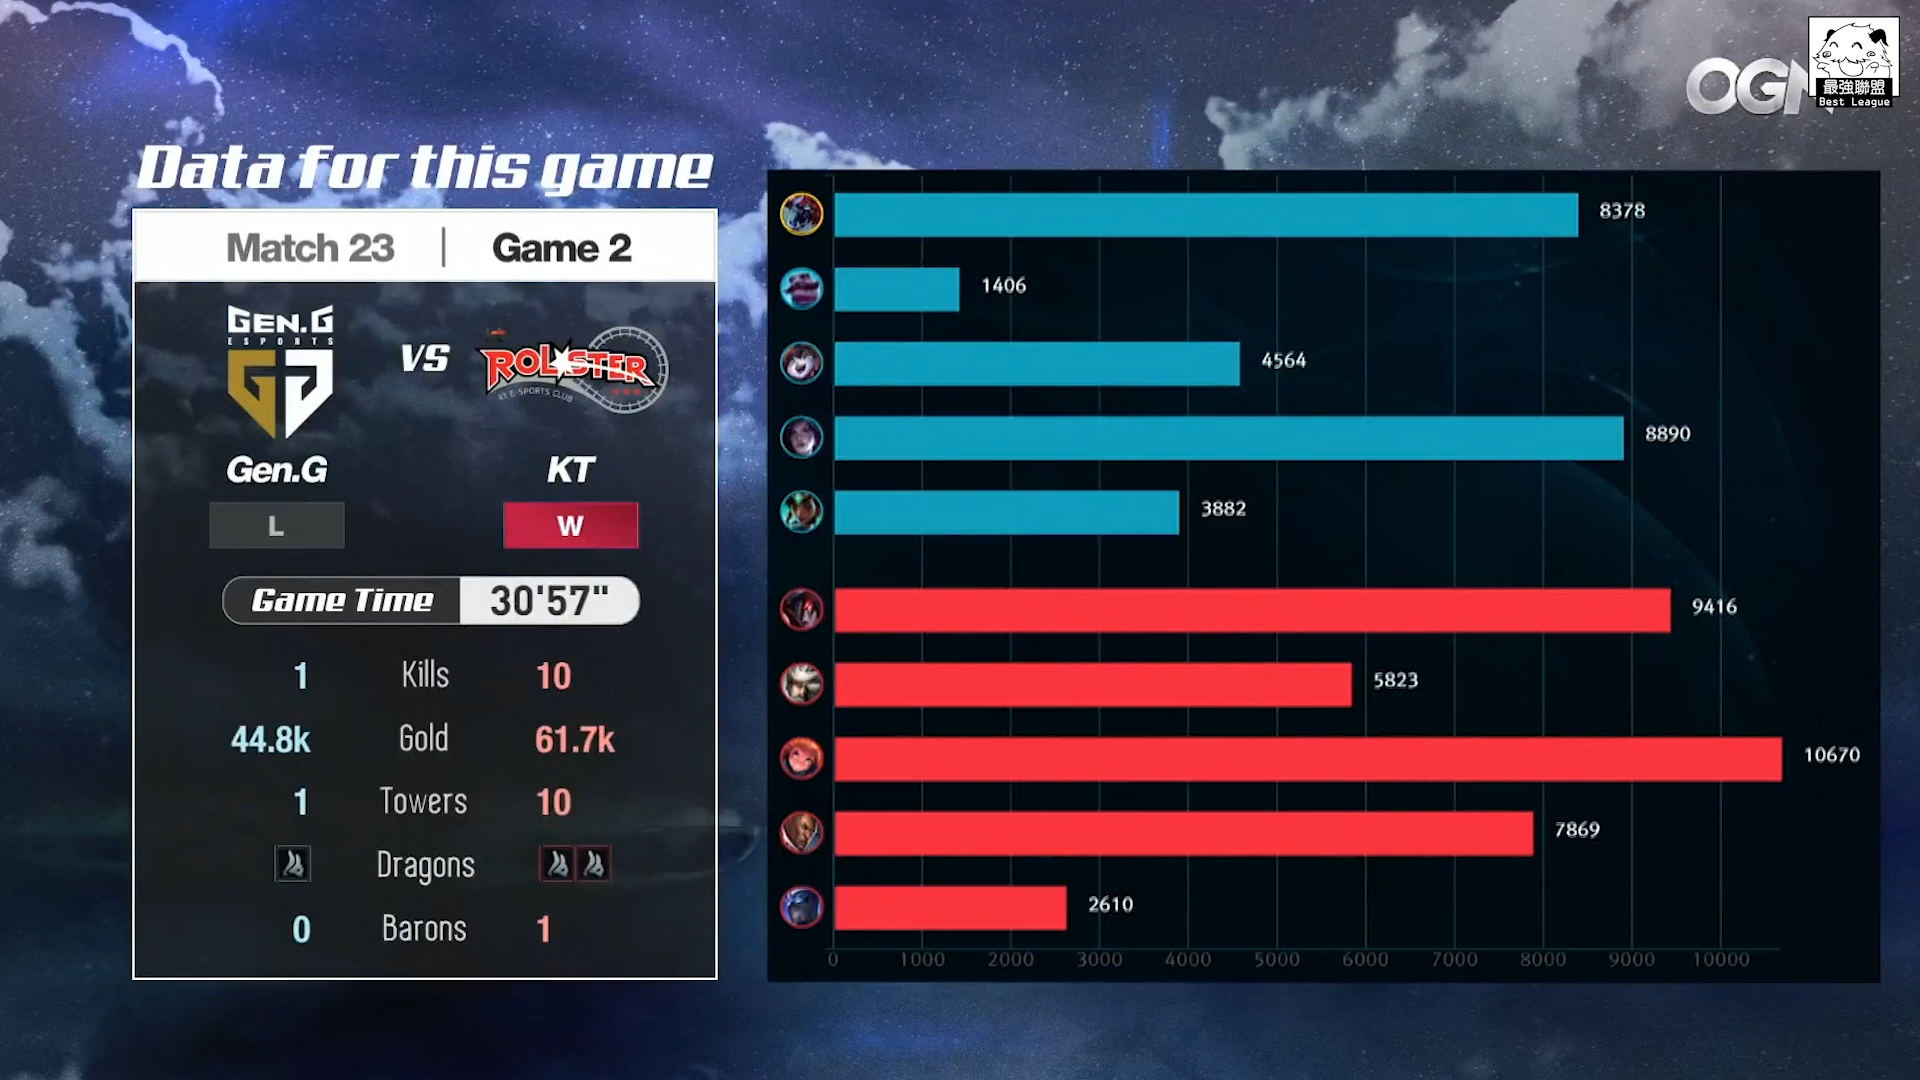 OGN
最強聯盟
Best League
Data for this game
Match 23 | Game 2
GEN.G
ESPORTS
VS
ROLSTER
KT E-SPORTS CLUB
Gen.G
KT
L
W
Game Time 30'57"
1 Kills 10
44.8k Gold 61.7k
1 Towers 10
Dragons
0 Barons 1
8378
1406
4564
8890
3882
9416
5823
10670
7869
2610
0 1000 2000 3000 4000 5000 6000 7000 8000 9000 10000